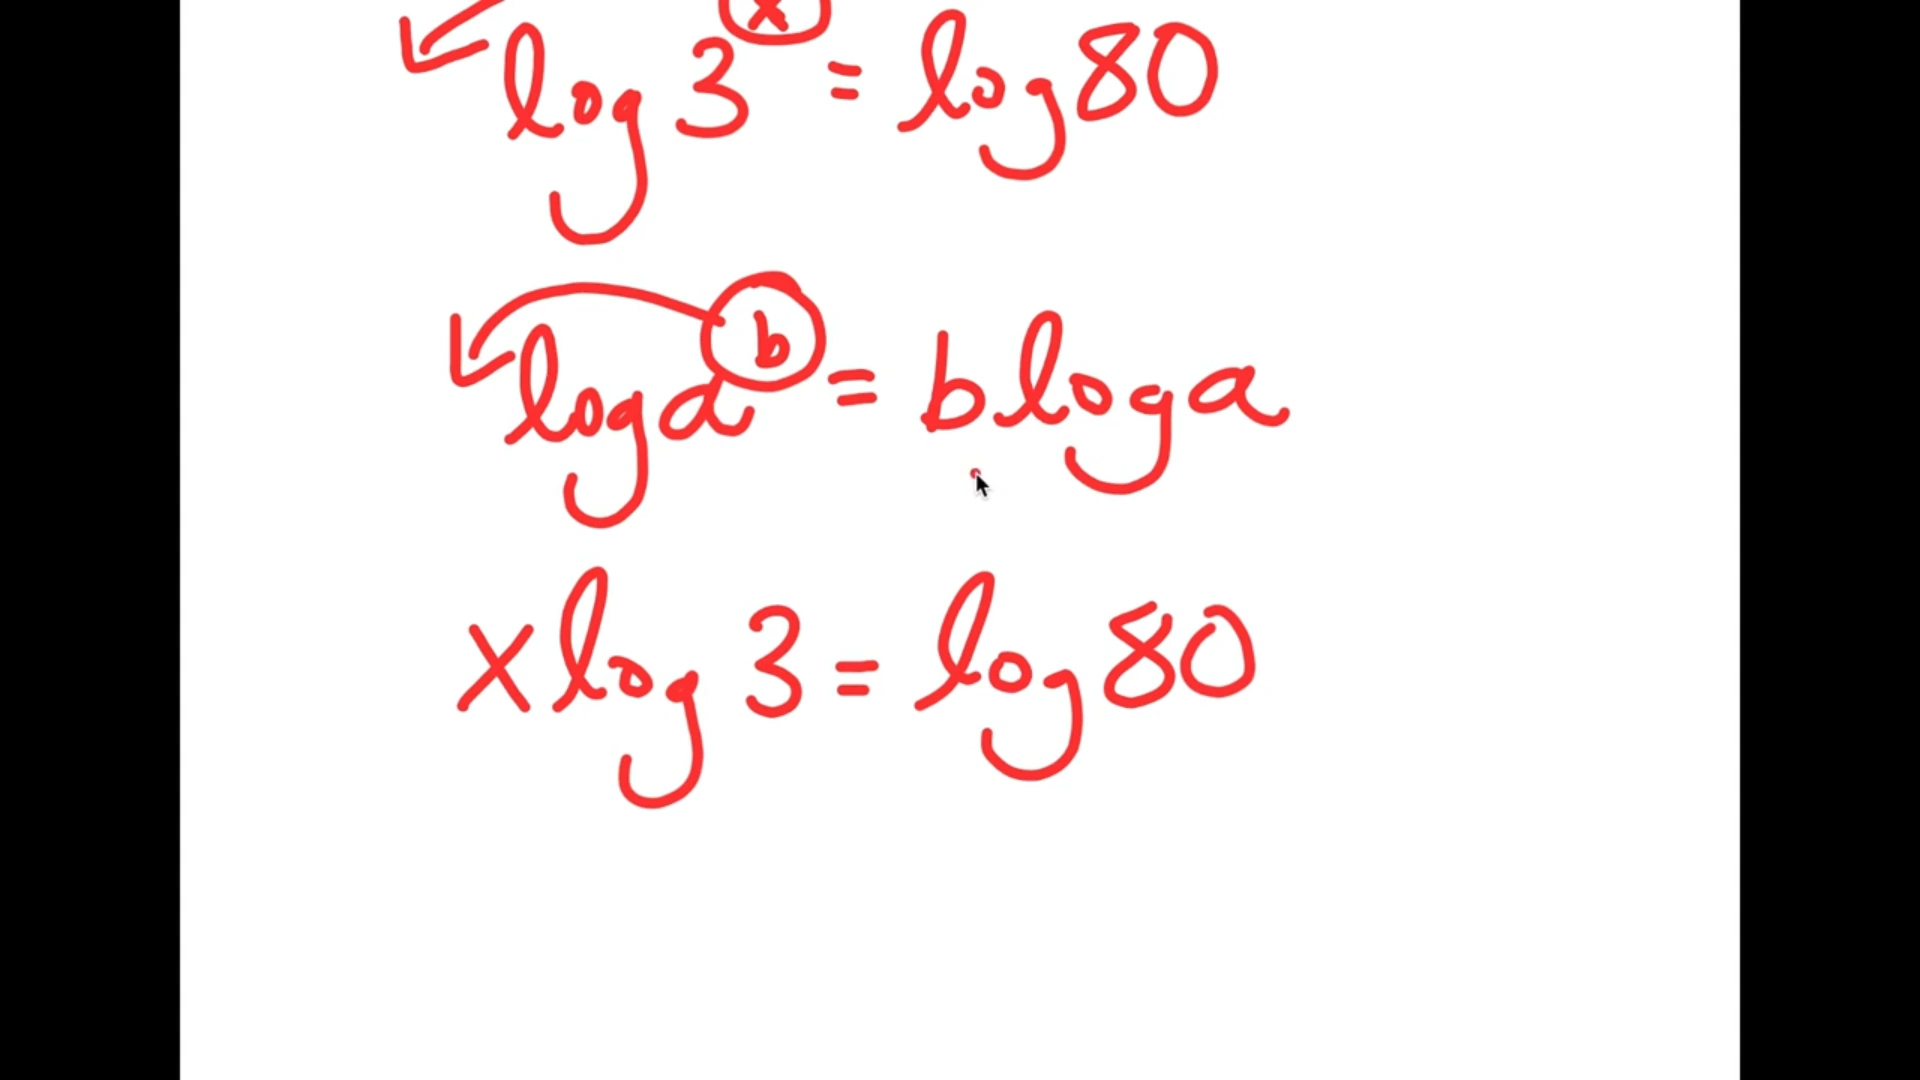 log 3^x = log 80
log a^b = b log a
x log 3 = log 80